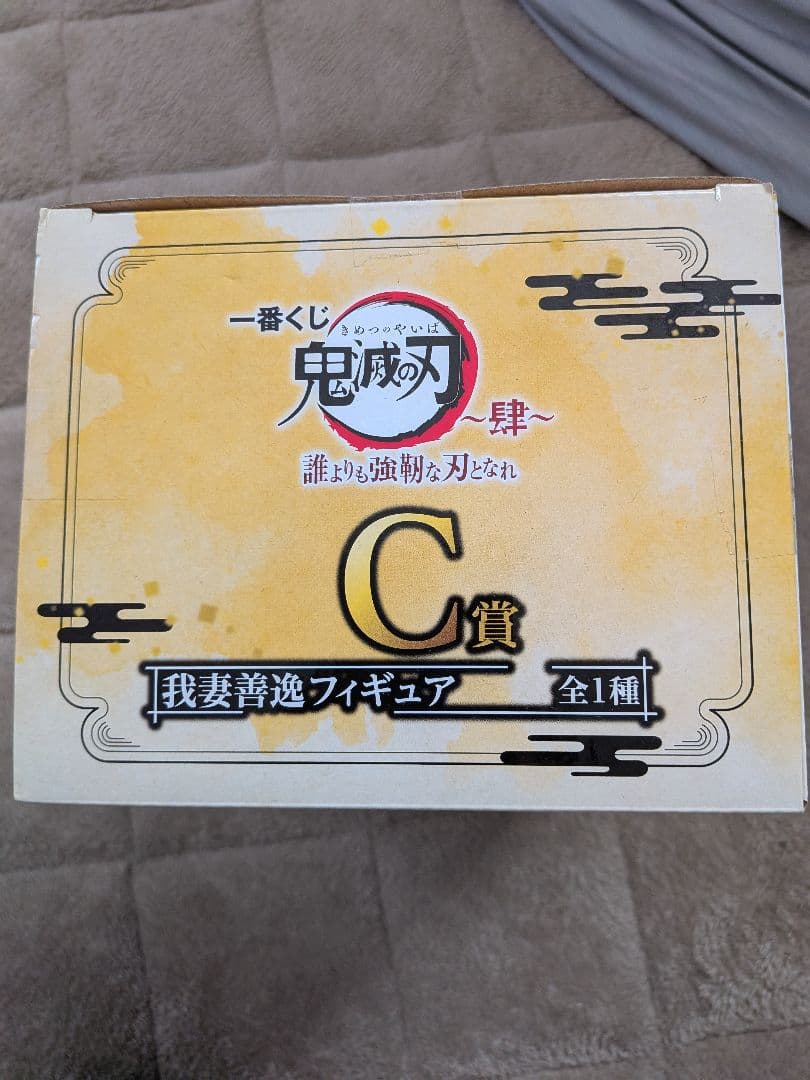 一番くじ
きめつのやいば
鬼滅の刃
～肆～
誰よりも強靭な刃となれ
C賞
我妻善逸フィギュア 全1種